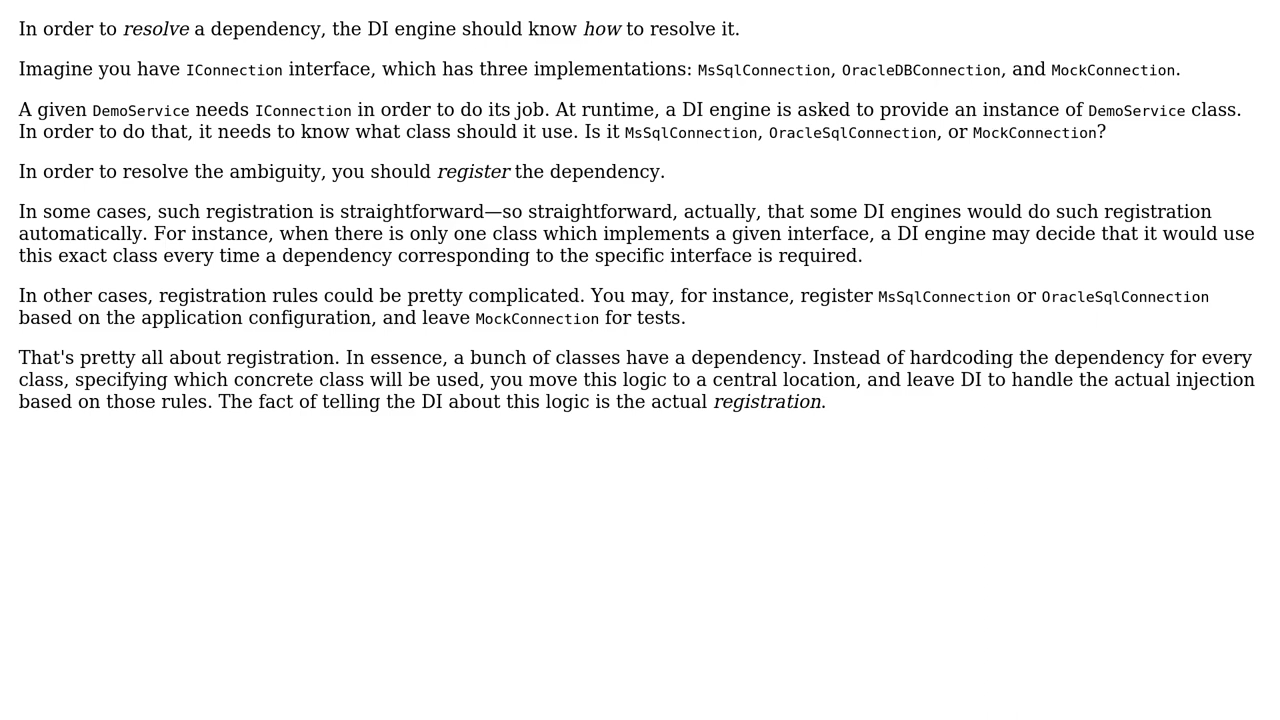 In order to resolve a dependency, the DI engine should know how to resolve it.
Imagine you have IConnection interface, which has three implementations: MsSqlConnection, OracleDBConnection, and MockConnection.
A given DemoService needs IConnection in order to do its job. At runtime, a DI engine is asked to provide an instance of DemoService class.
In order to do that, it needs to know what class should it use. Is it MsSqlConnection, OracleSqlConnection, or MockConnection?
In order to resolve the ambiguity, you should register the dependency.
In some cases, such registration is straightforward—so straightforward, actually, that some DI engines would do such registration
automatically. For instance, when there is only one class which implements a given interface, a DI engine may decide that it would use
this exact class every time a dependency corresponding to the specific interface is required.
In other cases, registration rules could be pretty complicated. You may, for instance, register MsSqlConnection or OracleSqlConnection
based on the application configuration, and leave MockConnection for tests.
That's pretty all about registration. In essence, a bunch of classes have a dependency. Instead of hardcoding the dependency for every
class, specifying which concrete class will be used, you move this logic to a central location, and leave DI to handle the actual injection
based on those rules. The fact of telling the DI about this logic is the actual registration.